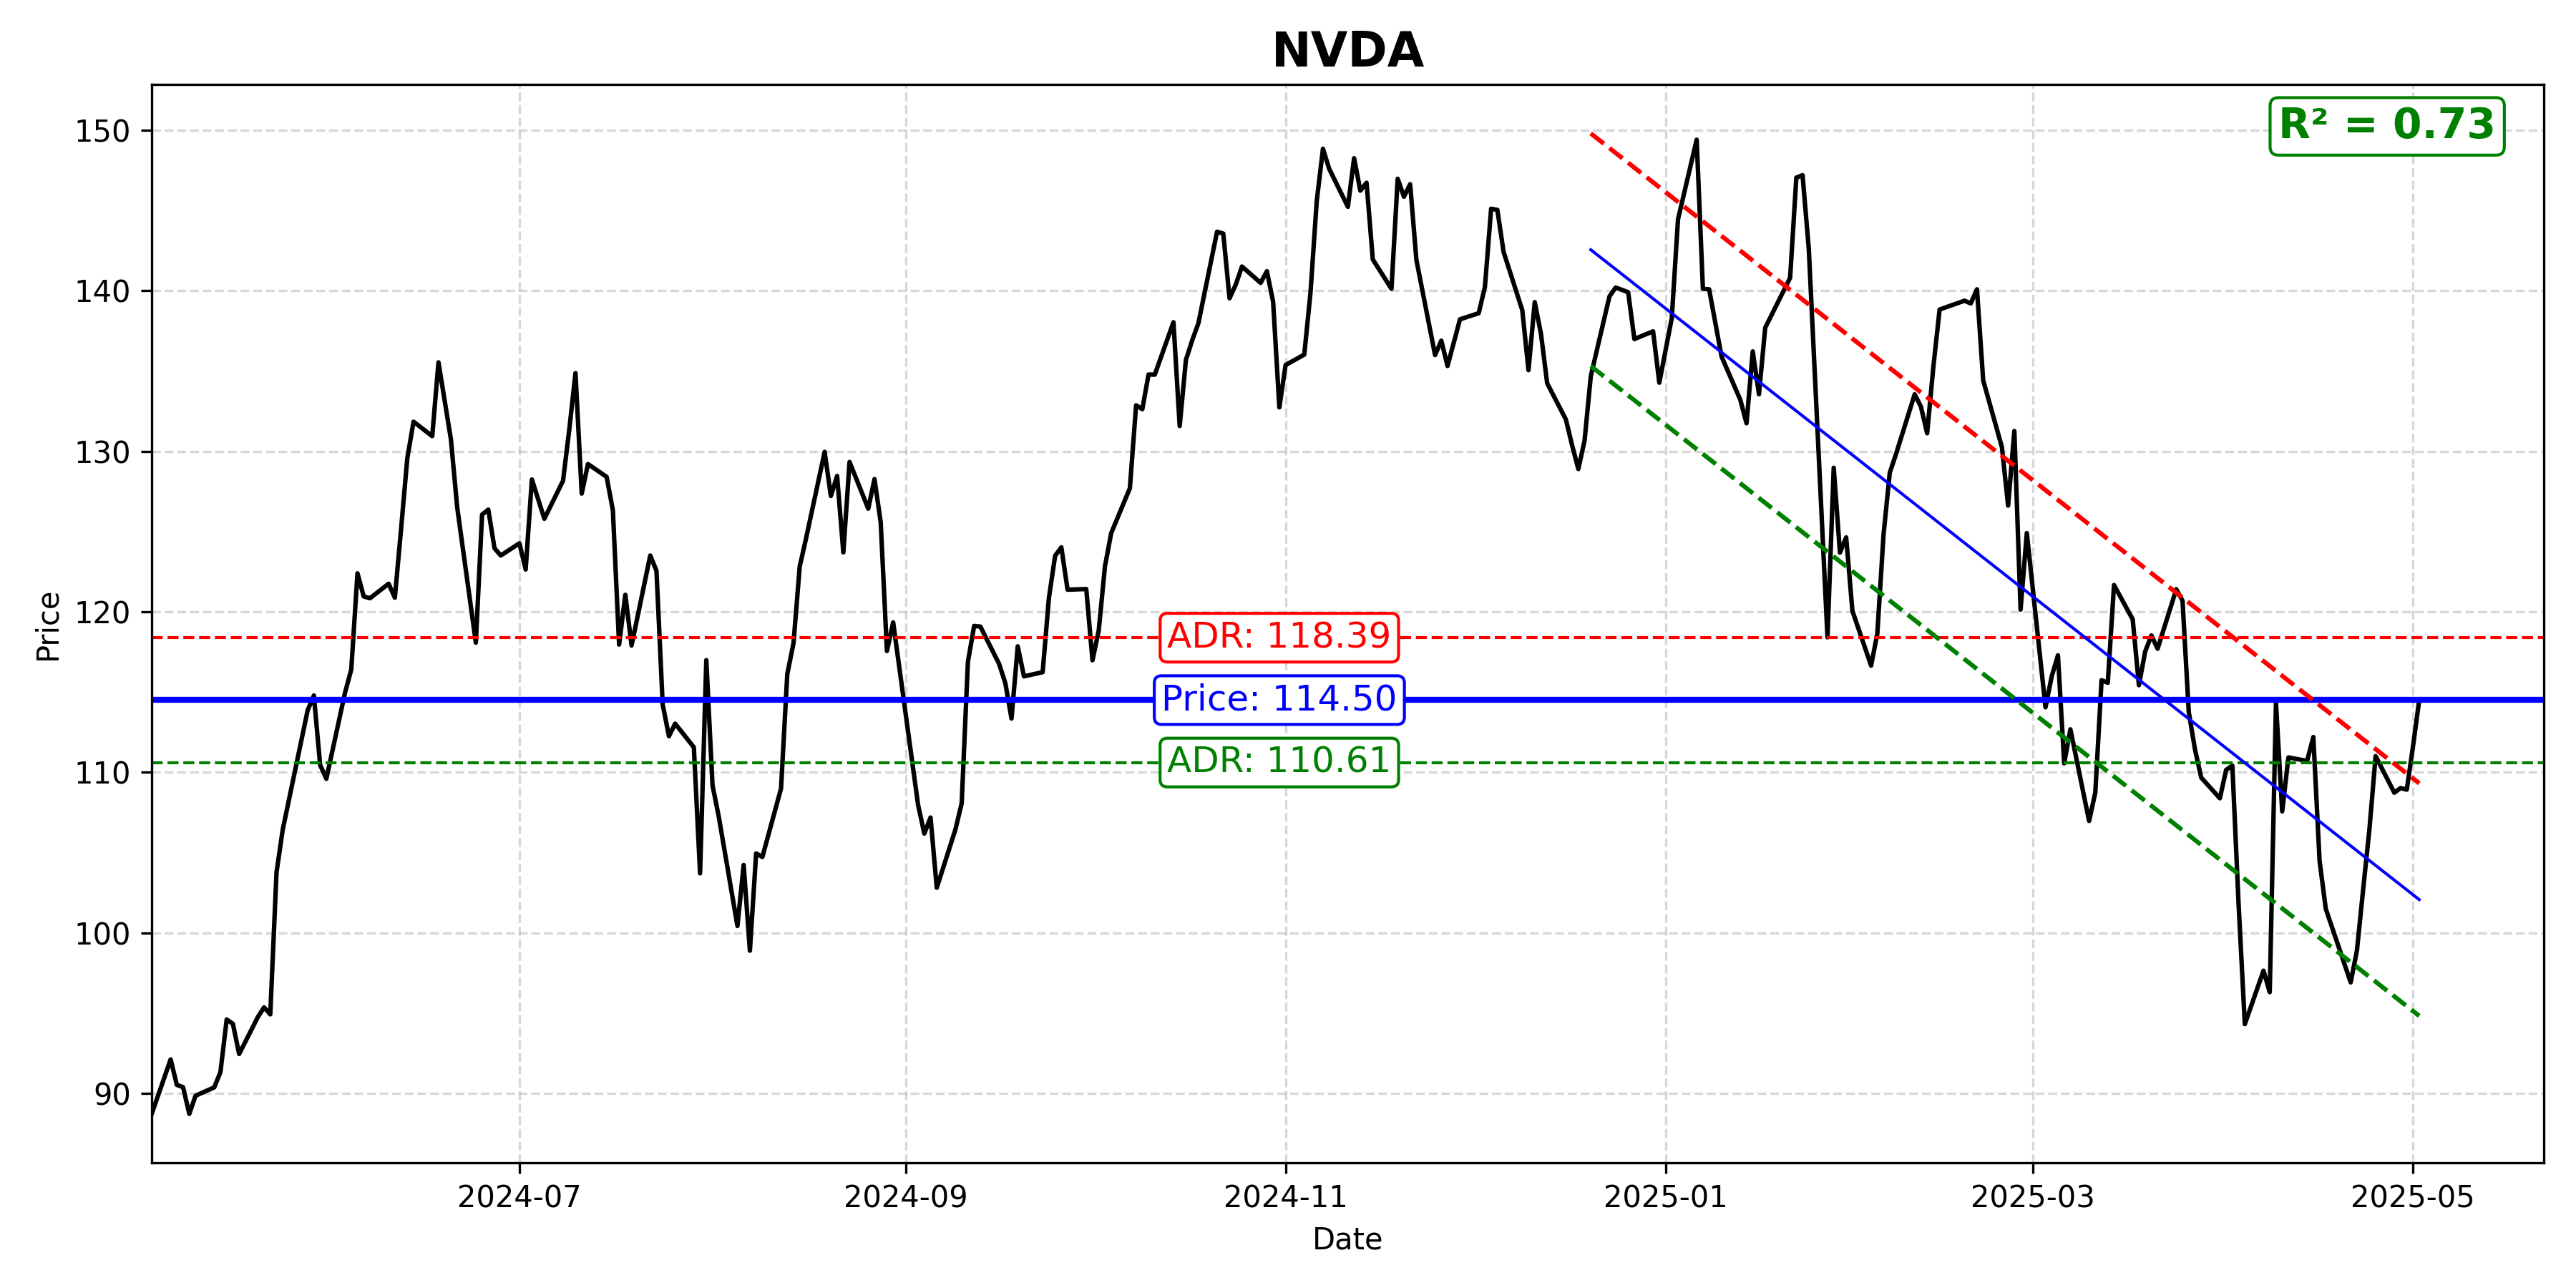 NVDA
R² = 0.73
150
140
130
120
110
100
90
Price
ADR: 118.39
Price: 114.50
ADR: 110.61
2024-07
2024-09
2024-11
2025-01
2025-03
2025-05
Date